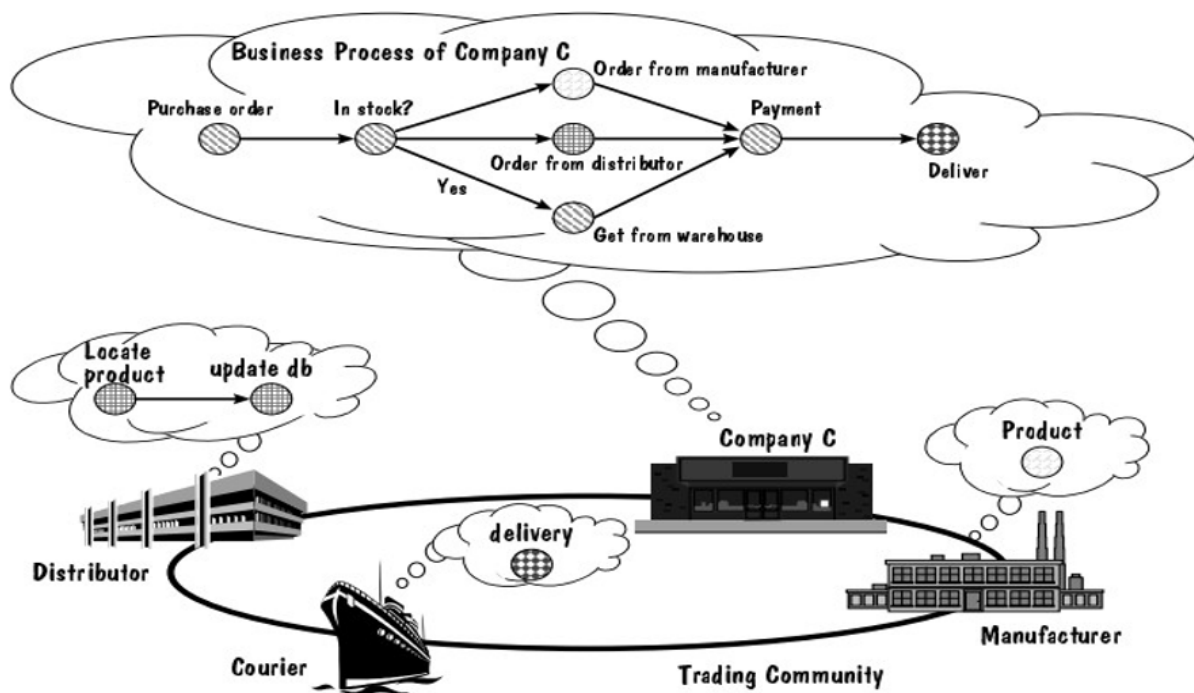 Business Process of Company C
Order from manufacturer
Purchase order
In stock?
Payment
Order from distributor
Yes
Deliver
Get from warehouse
Locate
product
update db
Company C
Product
delivery
Distributor
Manufacturer
Courier
Trading Community